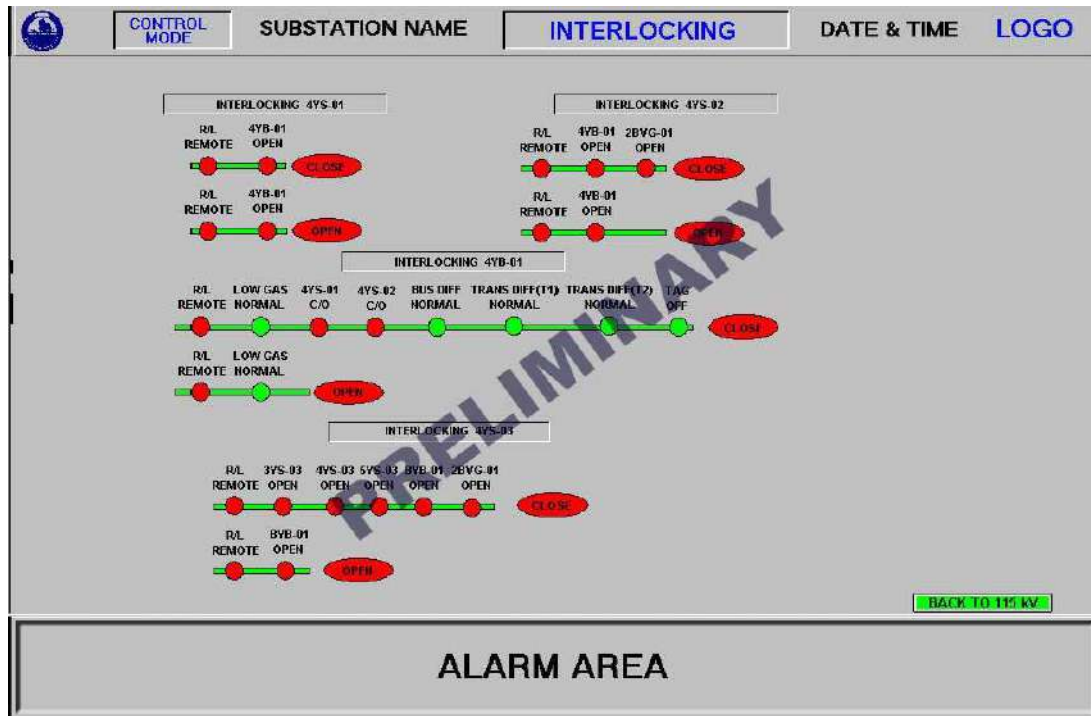 CONTROL MODE SUBSTATION NAME INTERLOCKING DATE & TIME LOGO
INTERLOCKING 4YS-01 INTERLOCKING 4YS-02
R/L 4YB-01
REMOTE OPEN CLOSE
R/L 4YB-01 2BVG-01
REMOTE OPEN OPEN CLOSE
R/L 4YB-01
REMOTE OPEN OPEN
R/L 4YB-01
REMOTE OPEN OPEN
INTERLOCKING 4YB-01
R/L LOW GAS 4YS-01 4YS-02 BUS DIFF TRANS DIFF(T1) TRANS DIFF(T2) TAG
REMOTE NORMAL C/O C/O NORMAL NORMAL NORMAL OFF CLOSE
R/L LOW GAS
REMOTE NORMAL OPEN
INTERLOCKING 4YS-03
R/L 3YS-03 4YS-03 5YS-03 BYB-01 2BVG-01
REMOTE OPEN OPEN OPEN OPEN OPEN CLOSE
R/L BYB-01
REMOTE OPEN OPEN
PRELIMINARY
BACK TO 115 kV
ALARM AREA